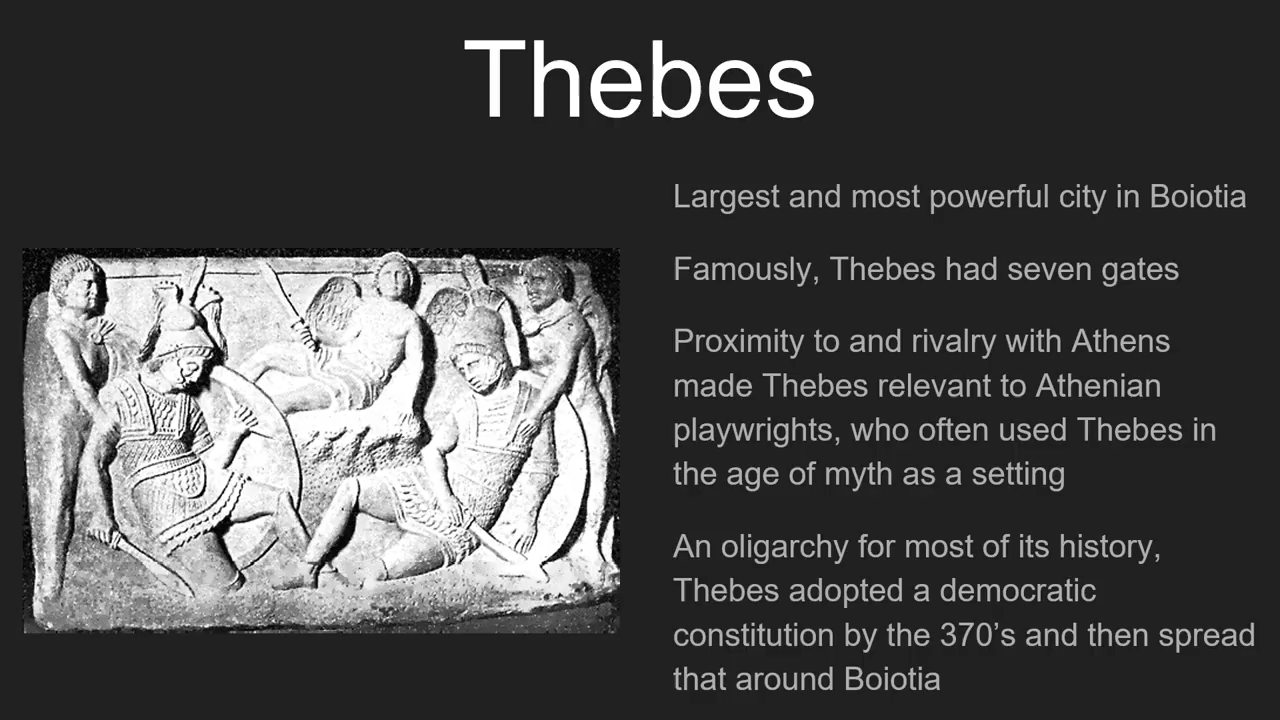 Thebes
Largest and most powerful city in Boiotia
Famously, Thebes had seven gates
Proximity to and rivalry with Athens
made Thebes relevant to Athenian
playwrights, who often used Thebes in
the age of myth as a setting
An oligarchy for most of its history,
Thebes adopted a democratic
constitution by the 370’s and then spread
that around Boiotia